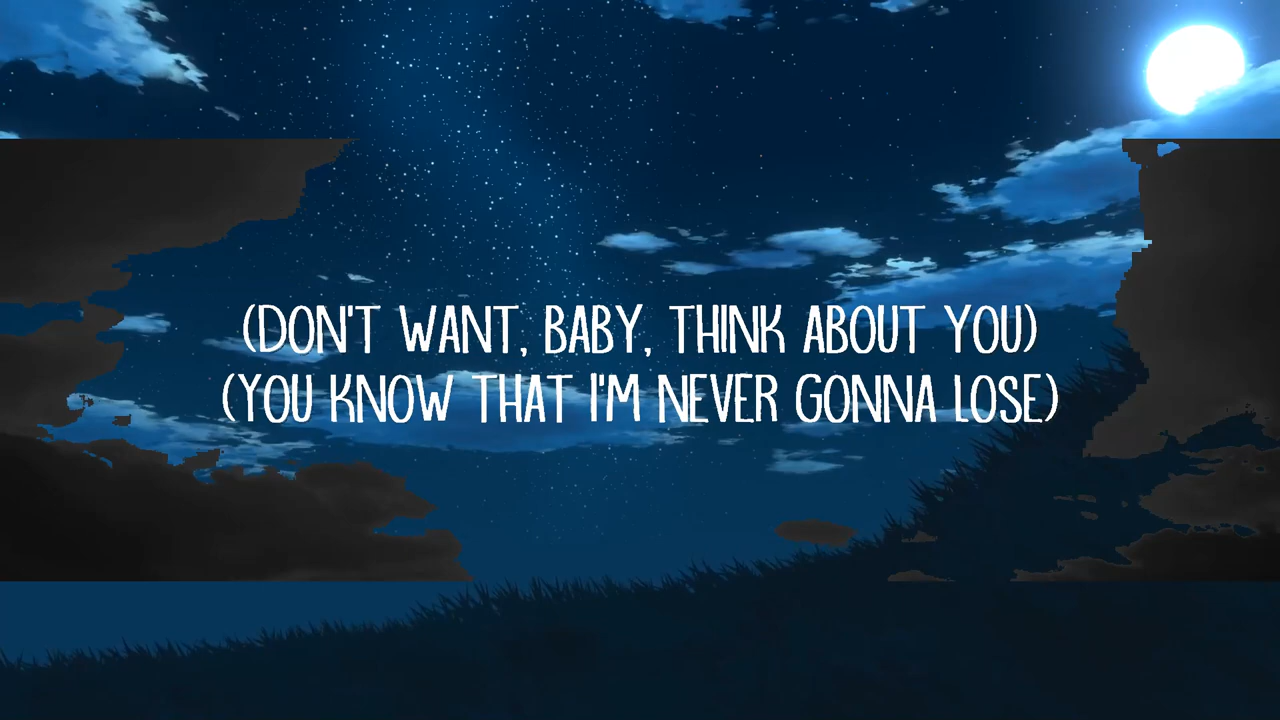 (DON'T WANT, BABY, THINK ABOUT YOU)
(YOU KNOW THAT I'M NEVER GONNA LOSE)